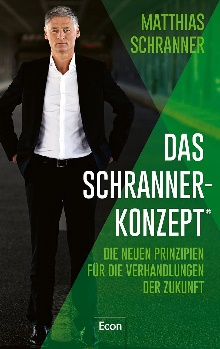 MATTHIAS
SCHRANNER
DAS
SCHRANNER-
KONZEPT®
DIE NEUEN PRINZIPIEN
FÜR DIE VERHANDLUNGEN
DER ZUKUNFT
Econ